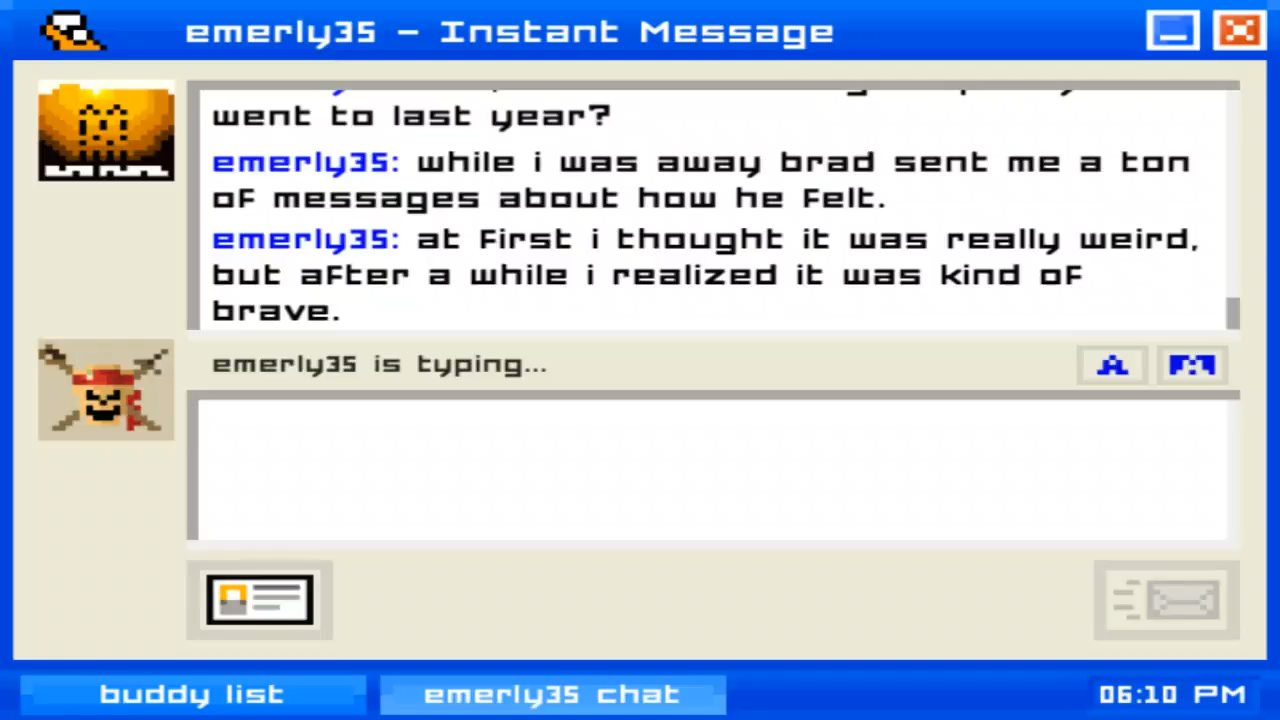 emerly35 - Instant Message
went to last year?
emerly35: while i was away brad sent me a ton
of messages about how he felt.
emerly35: at first i thought it was really weird,
but after a while i realized it was kind of
brave.
emerly35 is typing...
A
buddy list
emerly35 chat
06:10 PM